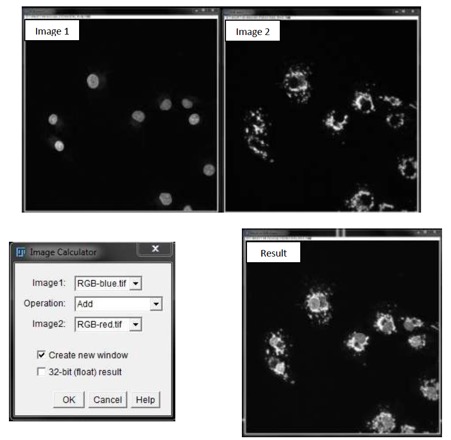 Image 1
Image 2
Image Calculator
Image1: RGB-blue.tif
Operation: Add
Image2: RGB-red.tif
Create new window
32-bit (float) result
OK Cancel Help
Result